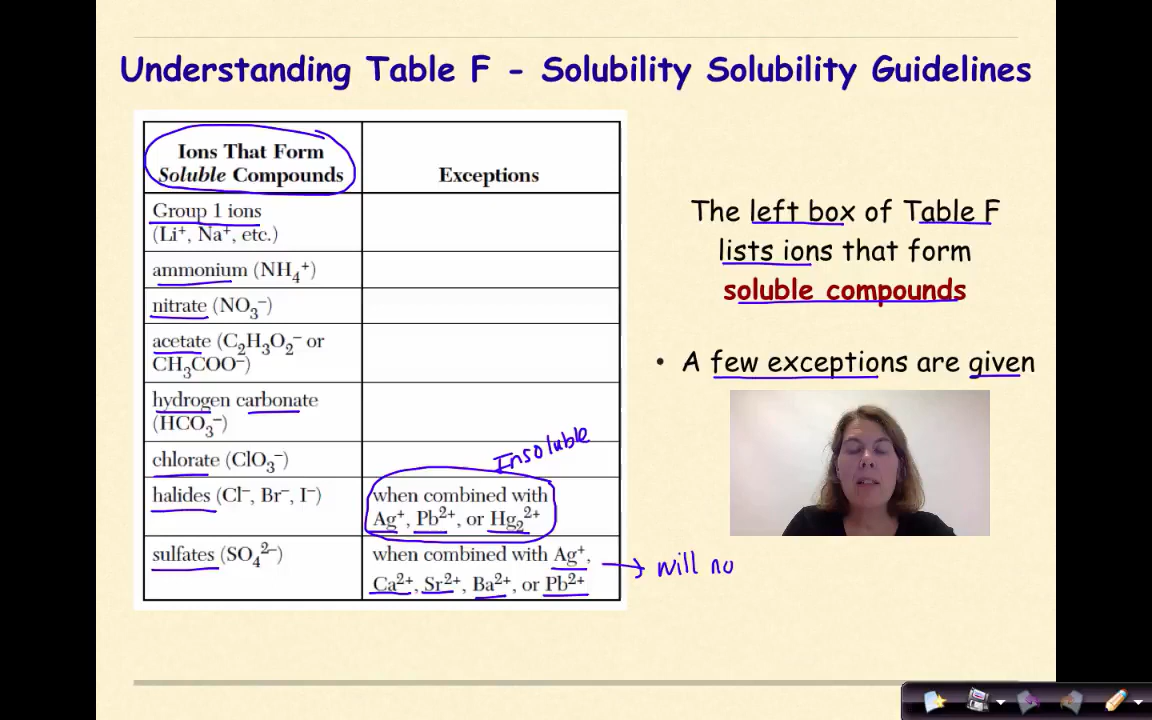 Understanding Table F - Solubility Solubility Guidelines
Ions That Form
Soluble Compounds
Exceptions
Group 1 ions
(Li⁺, Na⁺, etc.)
ammonium (NH₄⁺)
nitrate (NO₃⁻)
acetate (C₂H₃O₂⁻ or
CH₃COO⁻)
hydrogen carbonate
(HCO₃⁻)
chlorate (ClO₃⁻)
Insoluble
halides (Cl⁻, Br⁻, I⁻)
when combined with
Ag⁺, Pb²⁺, or Hg₂²⁺
sulfates (SO₄²⁻)
when combined with Ag⁺,
Ca²⁺, Sr²⁺, Ba²⁺, or Pb²⁺
→ will no
The left box of Table F
lists ions that form
soluble compounds
• A few exceptions are given